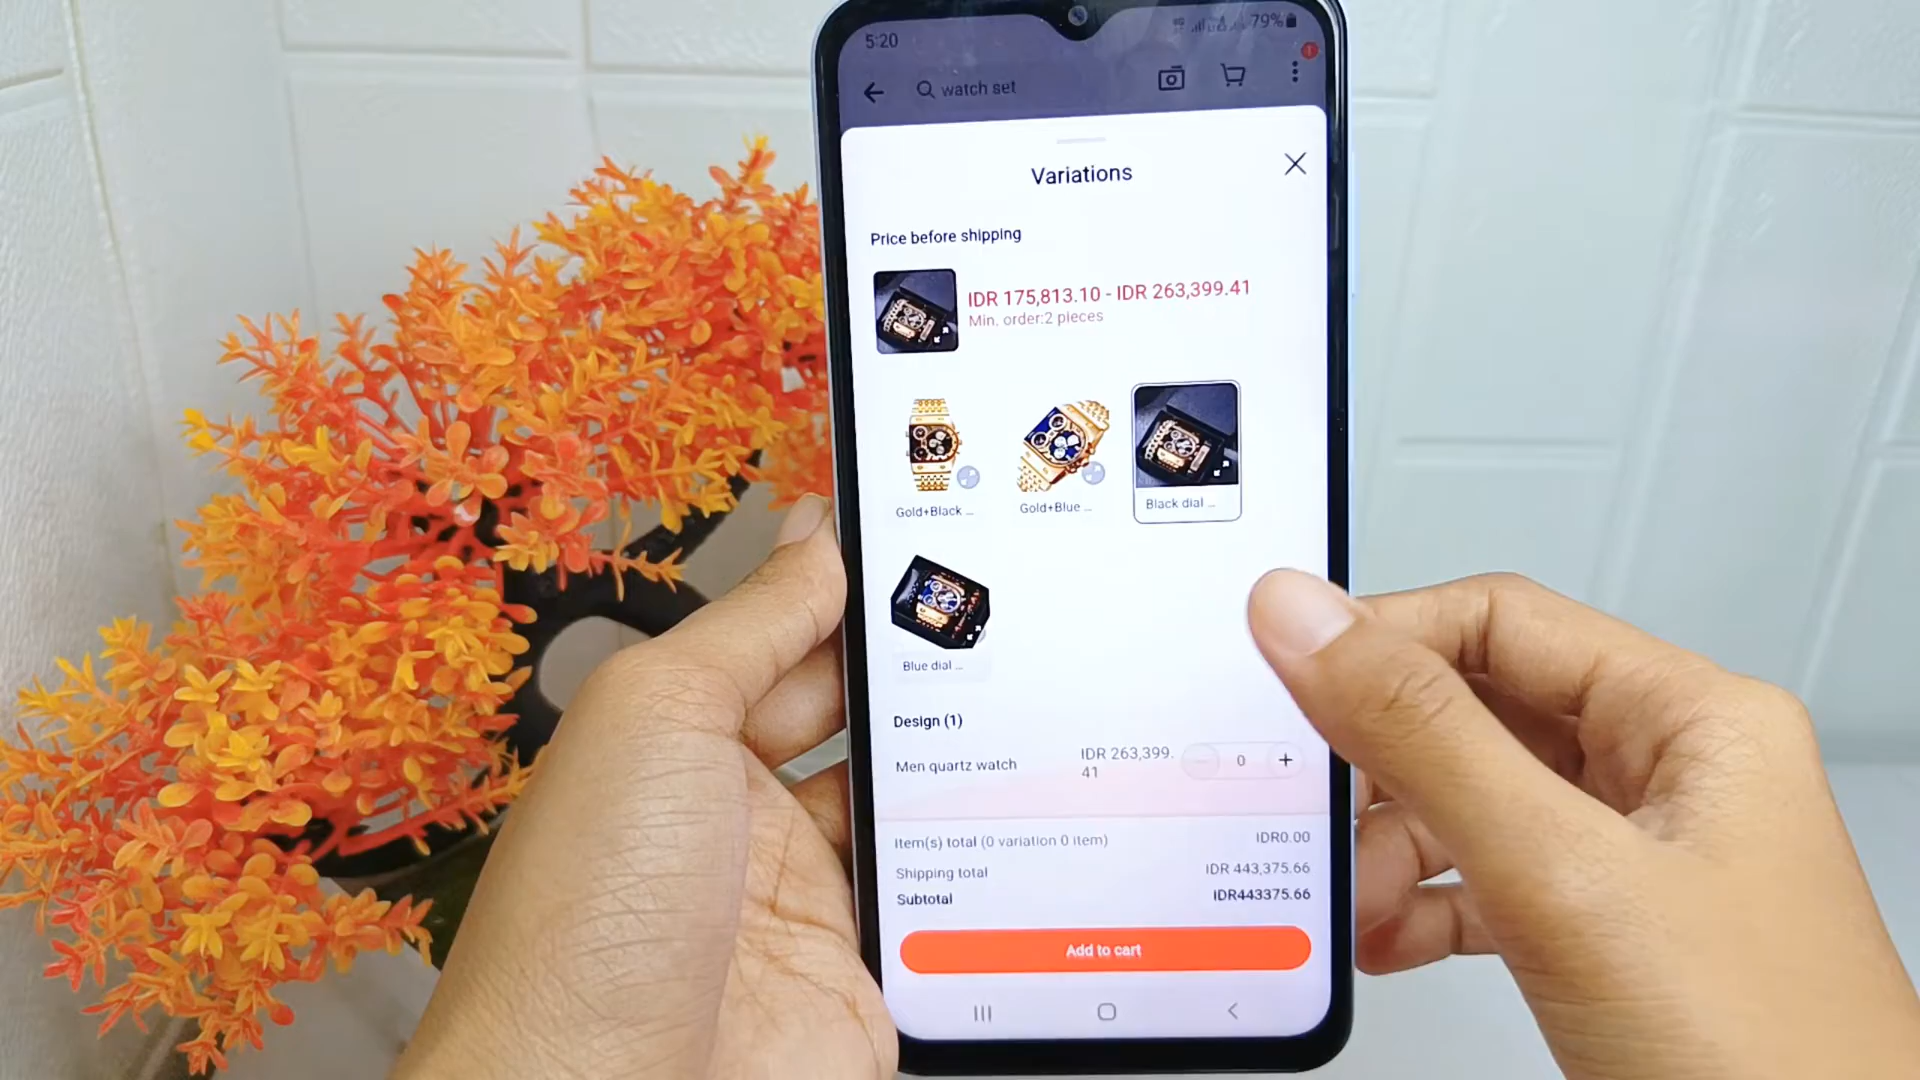 5:20
79%
1
watch set
Variations
Price before shipping
IDR 175,813.10 - IDR 263,399.41
Min. order:2 pieces
Gold+Black ...
Gold+Blue ...
Black dial ...
Blue dial ...
Design (1)
Men quartz watch
IDR 263,399.
41
0
Item(s) total (0 variation 0 item)
IDR0.00
Shipping total
IDR 443,375.66
Subtotal
IDR443375.66
Add to cart